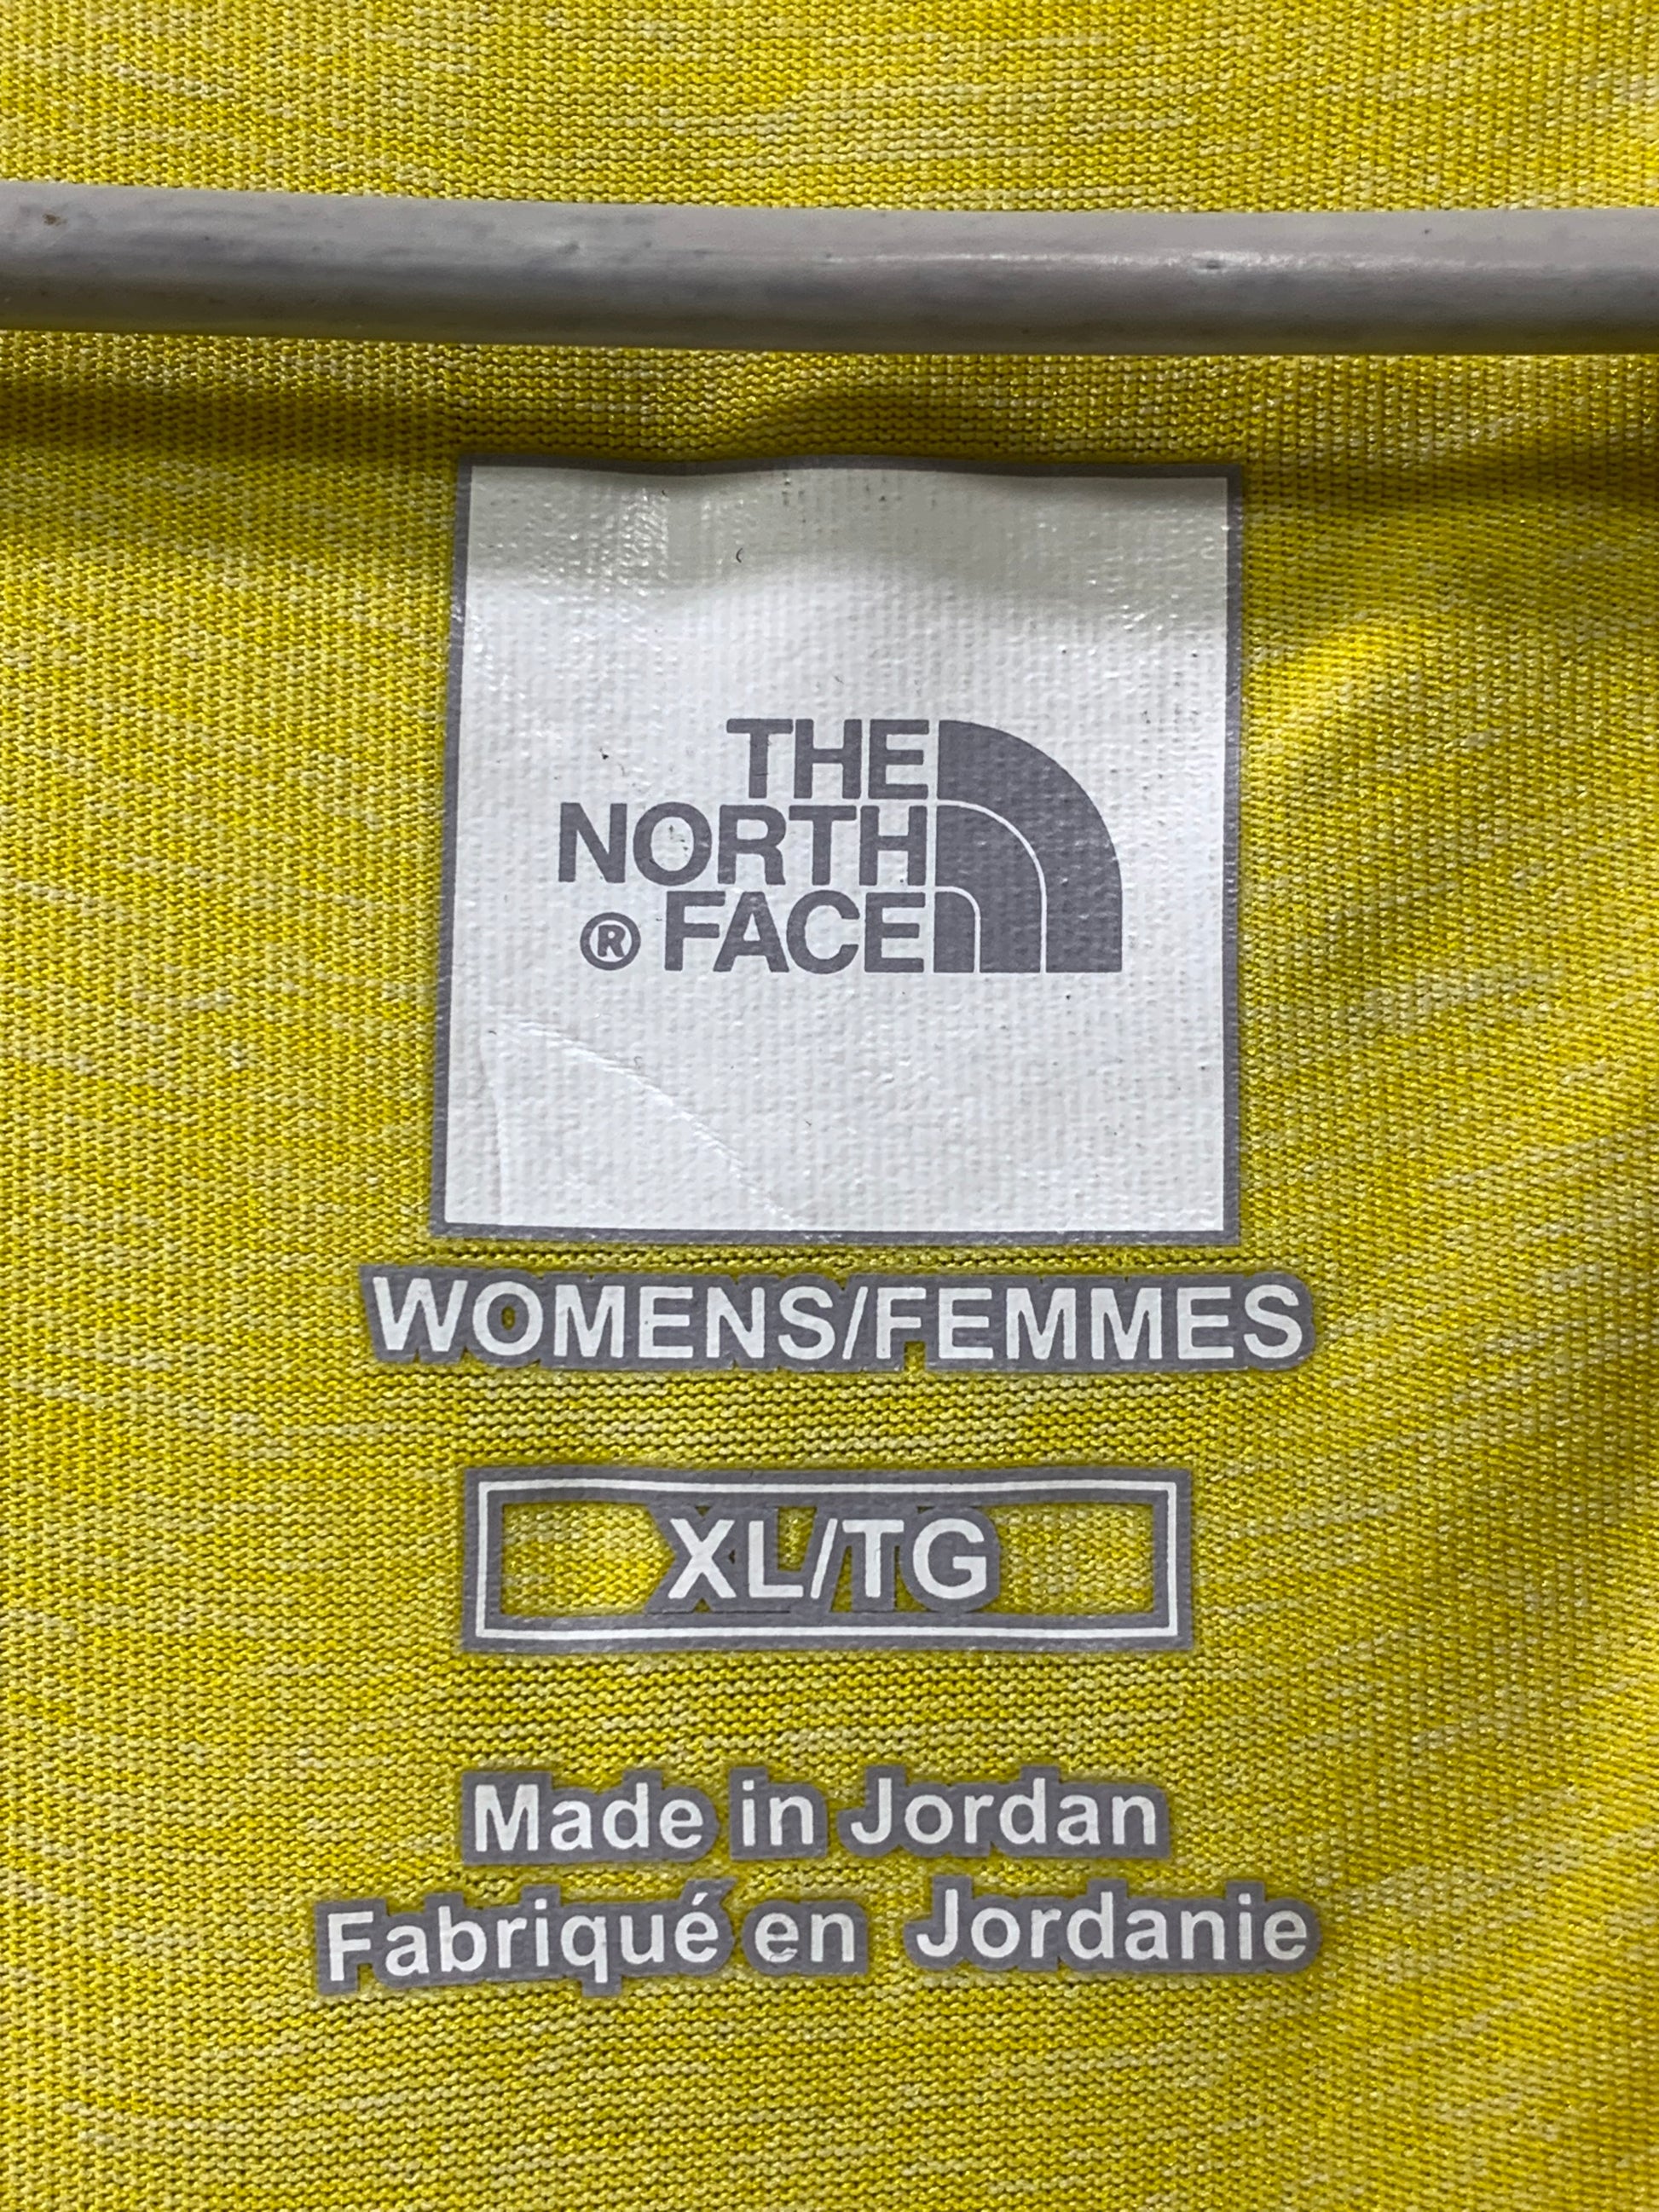 THE
NORTH
® FACE
WOMENS/FEMMES
XL/TG
Made in Jordan
Fabriqué en Jordanie